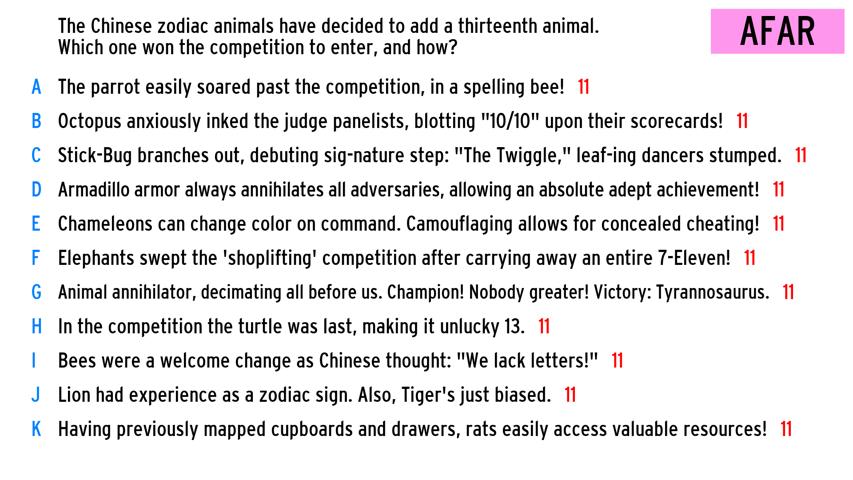 The Chinese zodiac animals have decided to add a thirteenth animal.
Which one won the competition to enter, and how?
AFAR
A The parrot easily soared past the competition, in a spelling bee! 11
B Octopus anxiously inked the judge panelists, blotting "10/10" upon their scorecards! 11
C Stick-Bug branches out, debuting sig-nature step: "The Twiggle," leaf-ing dancers stumped. 11
D Armadillo armor always annihilates all adversaries, allowing an absolute adept achievement! 11
E Chameleons can change color on command. Camouflaging allows for concealed cheating! 11
F Elephants swept the 'shoplifting' competition after carrying away an entire 7-Eleven! 11
G Animal annihilator, decimating all before us. Champion! Nobody greater! Victory: Tyrannosaurus. 11
H In the competition the turtle was last, making it unlucky 13. 11
I Bees were a welcome change as Chinese thought: "We lack letters!" 11
J Lion had experience as a zodiac sign. Also, Tiger's just biased. 11
K Having previously mapped cupboards and drawers, rats easily access valuable resources! 11